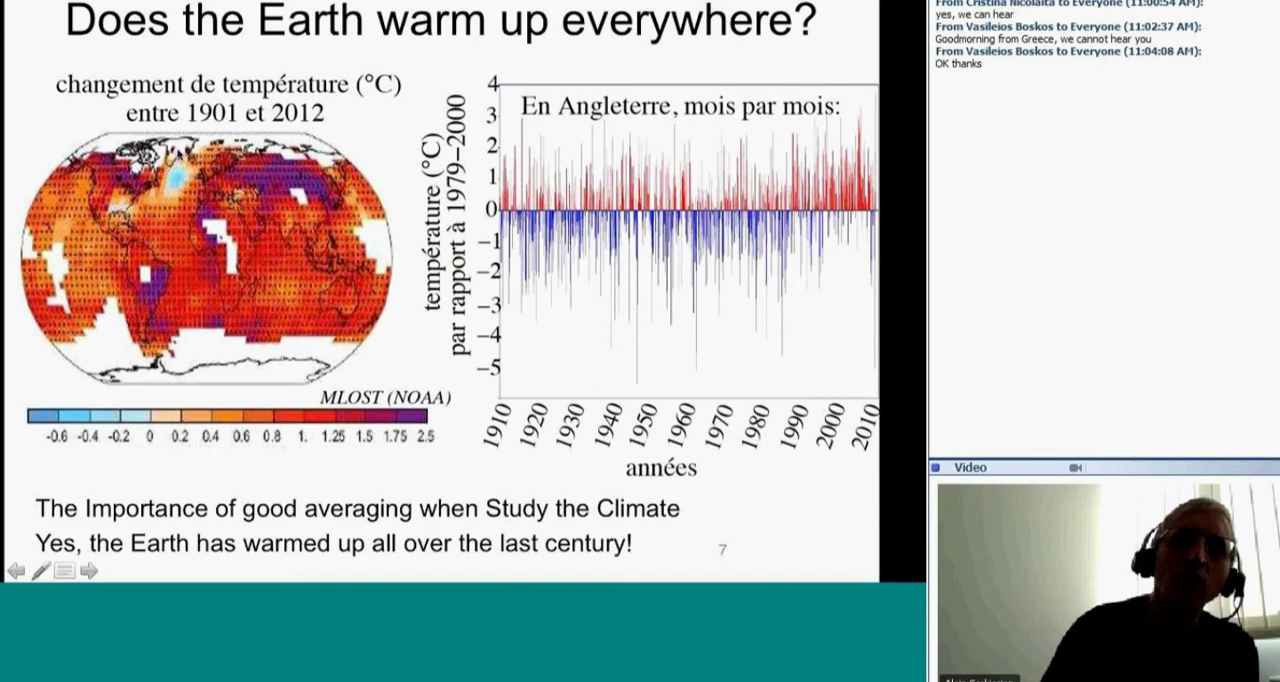 Does the Earth warm up everywhere?
changement de température (°C)
entre 1901 et 2012
MLOST (NOAA)
-0.6 -0.4 -0.2 0 0.2 0.4 0.6 0.8 1. 1.25 1.5 1.75 2.5
température (°C)
par rapport à 1979–2000
4
3
2
1
0
−1
−2
−3
−4
−5
En Angleterre, mois par mois:
1910 1920 1930 1940 1950 1960 1970 1980 1990 2000 2010
années
The Importance of good averaging when Study the Climate
Yes, the Earth has warmed up all over the last century!
7
From Cristina Nicolaita to Everyone (11:00:54 AM):
yes, we can hear
From Vasileios Boskos to Everyone (11:02:37 AM):
Goodmorning from Greece, we cannot hear you
From Vasileios Boskos to Everyone (11:04:08 AM):
OK thanks
Video